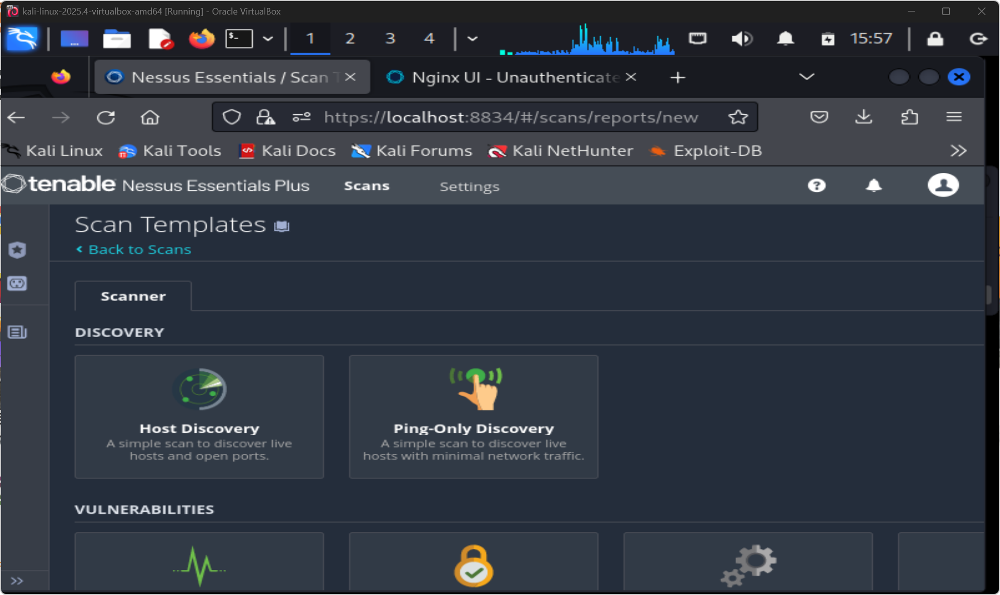 kali-linux-2025.4-virtualbox-amd64 [Running] - Oracle VirtualBox
1 2 3 4 15:57
Nessus Essentials / Scan T
Nginx UI - Unauthenticate
https://localhost:8834/#/scans/reports/new
Kali Linux Kali Tools Kali Docs Kali Forums Kali NetHunter Exploit-DB
tenable Nessus Essentials Plus Scans Settings
Scan Templates
Back to Scans
Scanner
DISCOVERY
Host Discovery
A simple scan to discover live
hosts and open ports.
Ping-Only Discovery
A simple scan to discover live
hosts with minimal network traffic.
VULNERABILITIES